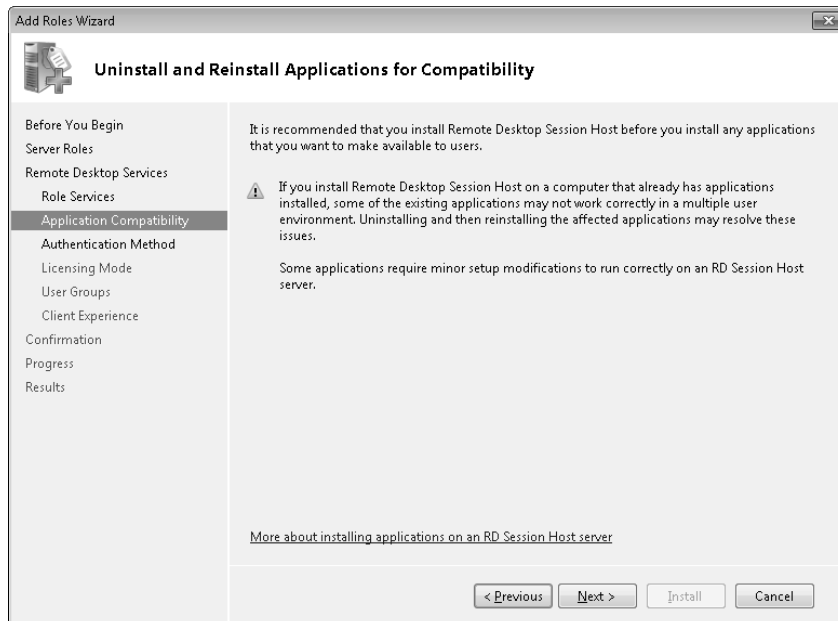 Add Roles Wizard
Uninstall and Reinstall Applications for Compatibility
Before You Begin
Server Roles
Remote Desktop Services
Role Services
Application Compatibility
Authentication Method
Licensing Mode
User Groups
Client Experience
Confirmation
Progress
Results
It is recommended that you install Remote Desktop Session Host before you install any applications
that you want to make available to users.
If you install Remote Desktop Session Host on a computer that already has applications
installed, some of the existing applications may not work correctly in a multiple user
environment. Uninstalling and then reinstalling the affected applications may resolve these
issues.
Some applications require minor setup modifications to run correctly on an RD Session Host
server.
More about installing applications on an RD Session Host server
< Previous
Next >
Install
Cancel